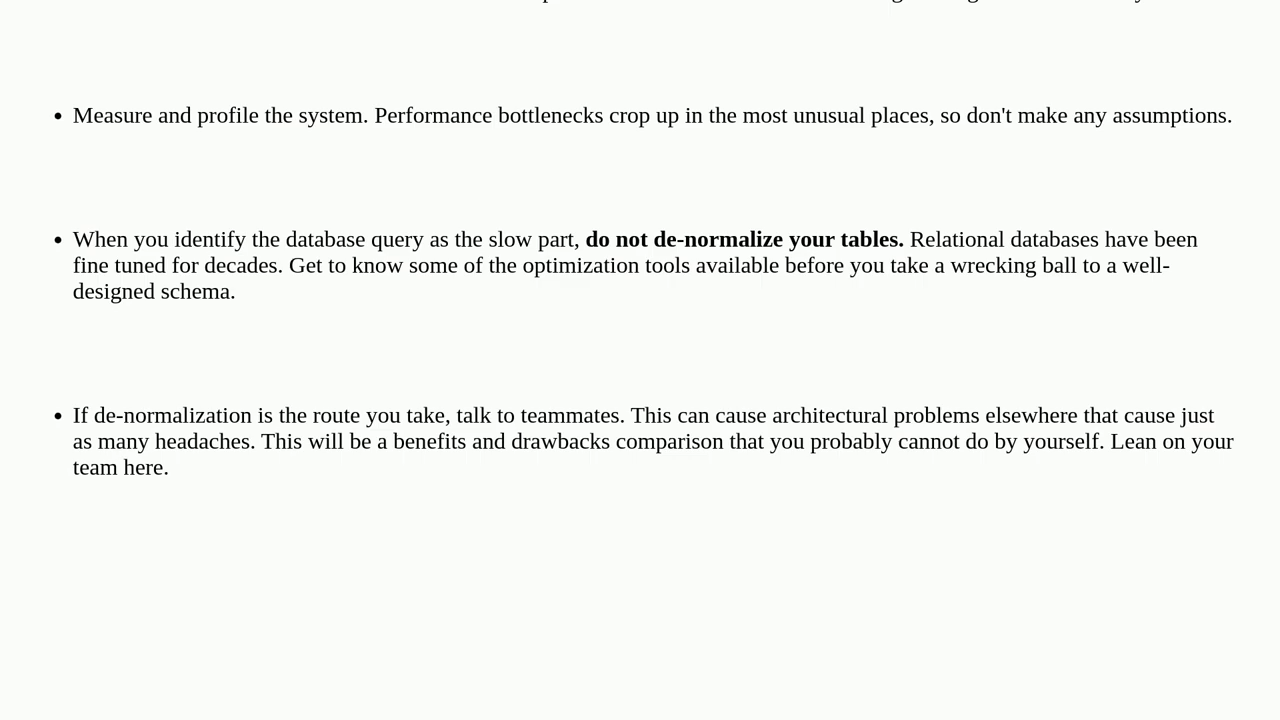 Measure and profile the system. Performance bottlenecks crop up in the most unusual places, so don't make any assumptions.
When you identify the database query as the slow part, do not de-normalize your tables. Relational databases have been
fine tuned for decades. Get to know some of the optimization tools available before you take a wrecking ball to a well-
designed schema.
If de-normalization is the route you take, talk to teammates. This can cause architectural problems elsewhere that cause just
as many headaches. This will be a benefits and drawbacks comparison that you probably cannot do by yourself. Lean on your
team here.